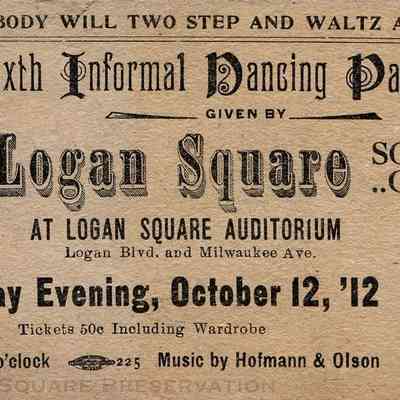 BODY WILL TWO STEP AND WALTZ A
xth Informal Dancing Pa
GIVEN BY
Logan Square SO
..C
AT LOGAN SQUARE AUDITORIUM
Logan Blvd. and Milwaukee Ave.
ay Evening, October 12, '12
Tickets 50c Including Wardrobe
o'clock 225 Music by Hofmann & Olson
SQUARE PRESERVATION